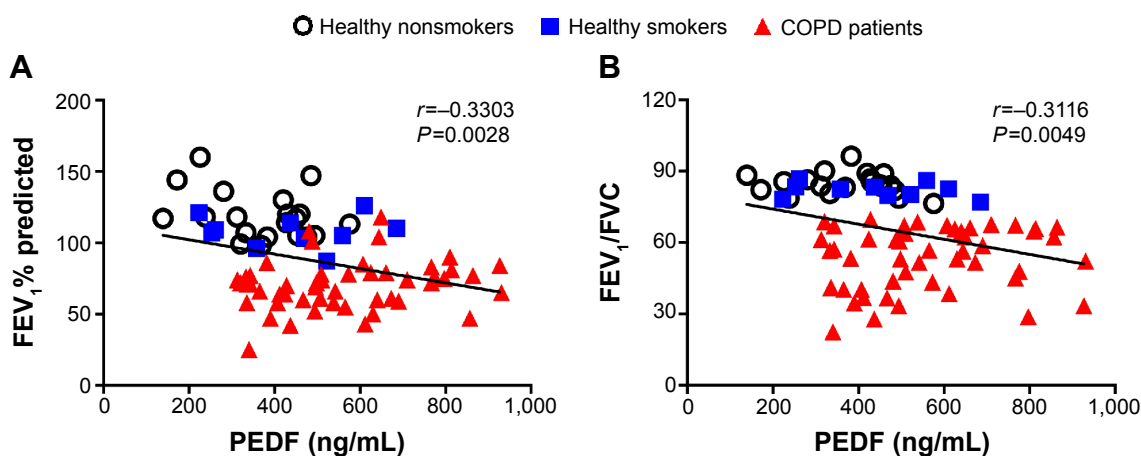 Healthy nonsmokers Healthy smokers COPD patients
A
r=–0.3303
P=0.0028
FEV1% predicted
200
150
100
50
0
0 200 400 600 800 1,000
PEDF (ng/mL)
B
r=–0.3116
P=0.0049
FEV1/FVC
120
90
60
30
0
0 200 400 600 800 1,000
PEDF (ng/mL)